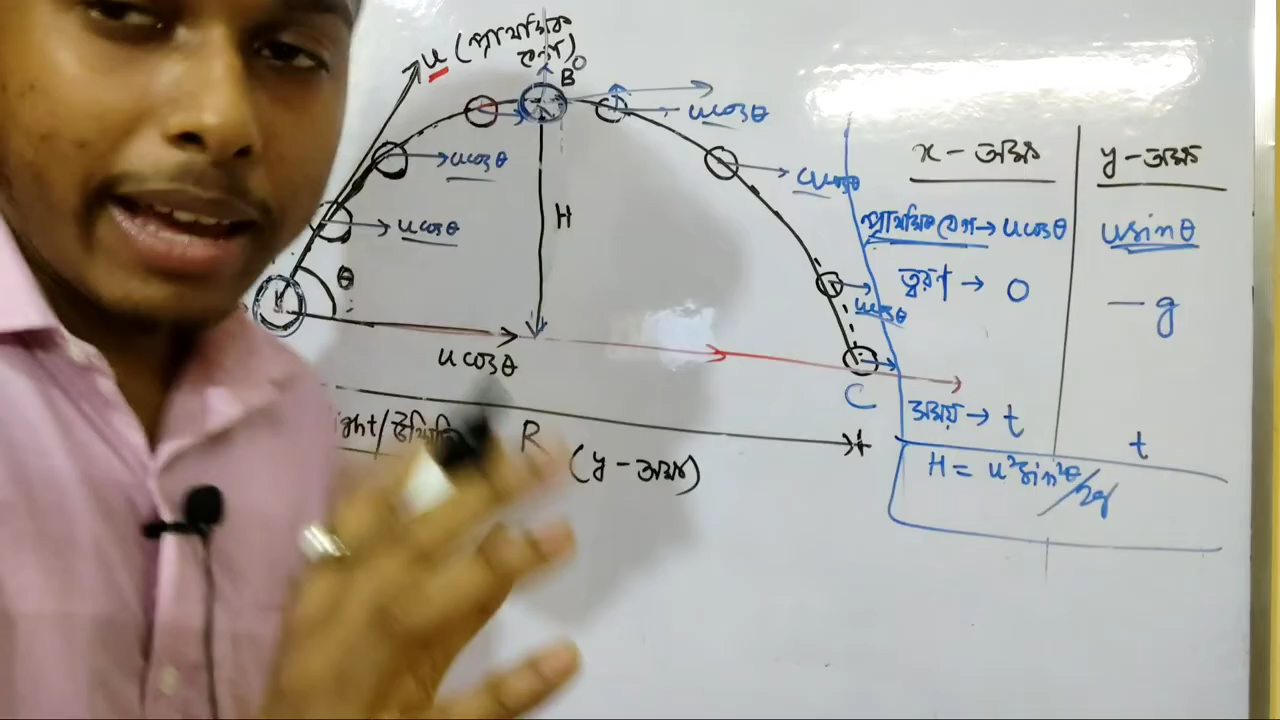 u (প্রাথমিক
বেগ)
B
ucosθ
ucosθ
ucosθ
ucosθ
ucosθ
H
θ
ucosθ
C
R
(y-অক্ষ)
x-অক্ষ y-অক্ষ
প্রাথমিক বেগ → ucosθ usinθ
ত্বরণ → 0 -g
সময় → t t
H = u²sin²θ/2g